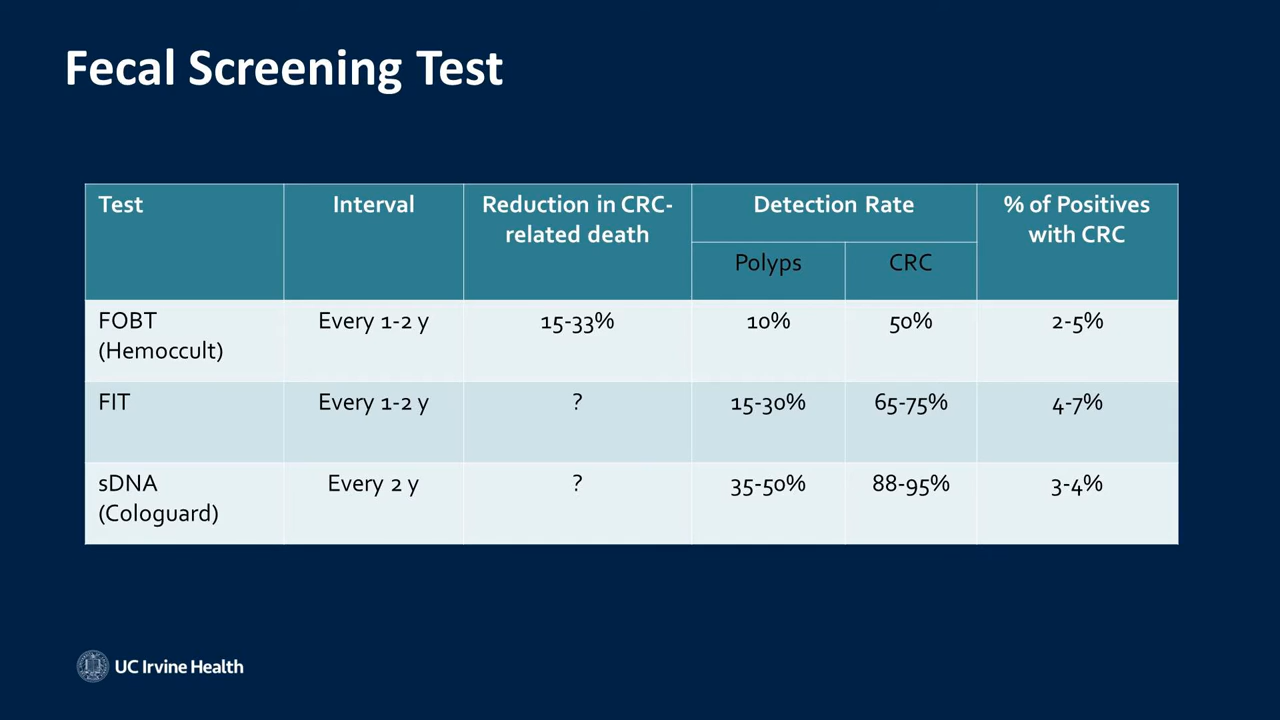 Fecal Screening Test
Test
Interval
Reduction in CRC-
related death
Detection Rate
% of Positives
with CRC
Polyps
CRC
FOBT
(Hemoccult)
Every 1-2 y
15-33%
10%
50%
2-5%
FIT
Every 1-2 y
?
15-30%
65-75%
4-7%
sDNA
(Cologuard)
Every 2 y
?
35-50%
88-95%
3-4%
UC Irvine Health